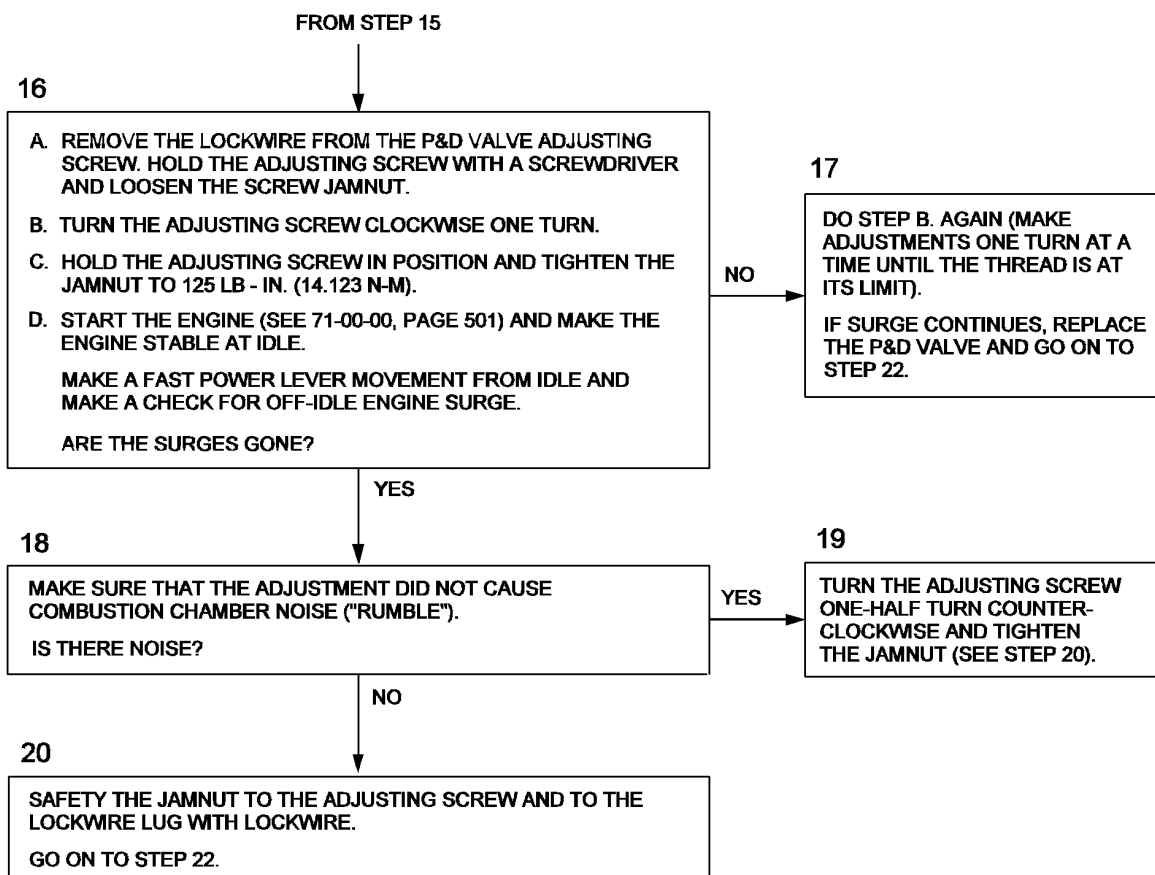 FROM STEP 15
16
A. REMOVE THE LOCKWIRE FROM THE P&D VALVE ADJUSTING
SCREW. HOLD THE ADJUSTING SCREW WITH A SCREWDRIVER
AND LOOSEN THE SCREW JAMNUT.
B. TURN THE ADJUSTING SCREW CLOCKWISE ONE TURN.
C. HOLD THE ADJUSTING SCREW IN POSITION AND TIGHTEN THE
JAMNUT TO 125 LB - IN. (14.123 N-M).
D. START THE ENGINE (SEE 71-00-00, PAGE 501) AND MAKE THE
ENGINE STABLE AT IDLE.
MAKE A FAST POWER LEVER MOVEMENT FROM IDLE AND
MAKE A CHECK FOR OFF-IDLE ENGINE SURGE.
ARE THE SURGES GONE?
NO
17
DO STEP B. AGAIN (MAKE
ADJUSTMENTS ONE TURN AT A
TIME UNTIL THE THREAD IS AT
ITS LIMIT).
IF SURGE CONTINUES, REPLACE
THE P&D VALVE AND GO ON TO
STEP 22.
YES
18
MAKE SURE THAT THE ADJUSTMENT DID NOT CAUSE
COMBUSTION CHAMBER NOISE ("RUMBLE").
IS THERE NOISE?
YES
19
TURN THE ADJUSTING SCREW
ONE-HALF TURN COUNTER-
CLOCKWISE AND TIGHTEN
THE JAMNUT (SEE STEP 20).
NO
20
SAFETY THE JAMNUT TO THE ADJUSTING SCREW AND TO THE
LOCKWIRE LUG WITH LOCKWIRE.
GO ON TO STEP 22.